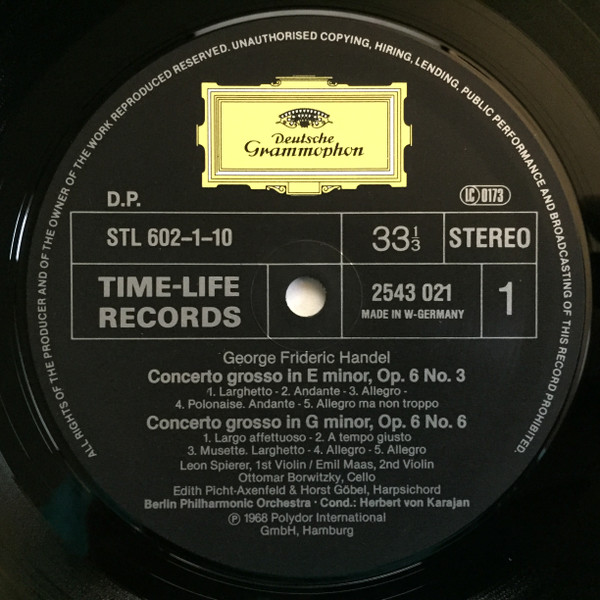 ALL RIGHTS OF THE PRODUCER AND OF THE OWNER OF THE WORK REPRODUCED RESERVED. UNAUTHORISED COPYING, HIRING, LENDING, PUBLIC PERFORMANCE AND BROADCASTING OF THIS RECORD PROHIBITED.
Deutsche
Grammophon
D.P.
LC 0173
STL 602-1-10
33⅓
STEREO
TIME-LIFE
RECORDS
2543 021
MADE IN W-GERMANY
1
George Frideric Handel
Concerto grosso in E minor, Op. 6 No. 3
1. Larghetto - 2. Andante - 3. Allegro -
4. Polonaise. Andante - 5. Allegro ma non troppo
Concerto grosso in G minor, Op. 6 No. 6
1. Largo affettuoso - 2. A tempo giusto
3. Musette. Larghetto - 4. Allegro - 5. Allegro
Leon Spierer, 1st Violin / Emil Maas, 2nd Violin
Ottomar Borwitzky, Cello
Edith Picht-Axenfeld & Horst Göbel, Harpsichord
Berlin Philharmonic Orchestra · Cond.: Herbert von Karajan
Ⓟ 1968 Polydor International
GmbH, Hamburg